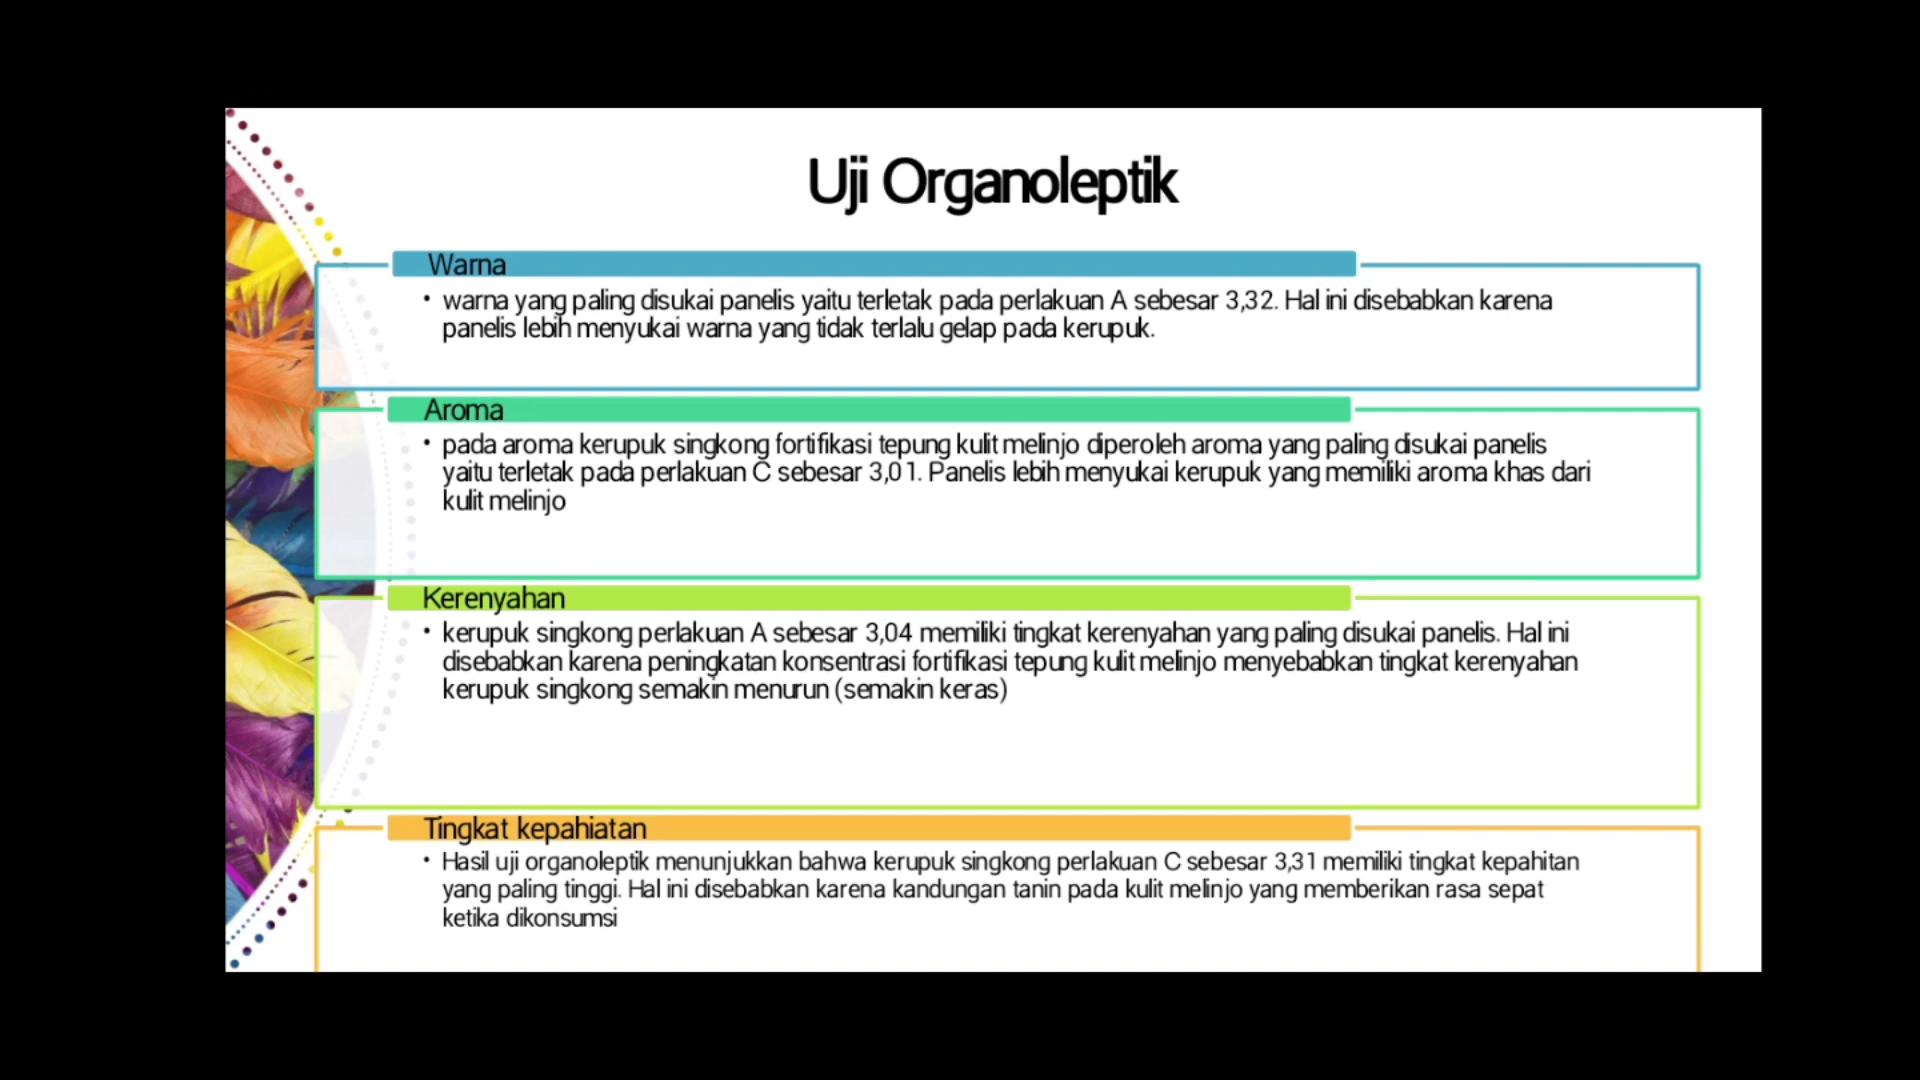 Uji Organoleptik
Warna
• warna yang paling disukai panelis yaitu terletak pada perlakuan A sebesar 3,32. Hal ini disebabkan karena
panelis lebih menyukai warna yang tidak terlalu gelap pada kerupuk.
Aroma
• pada aroma kerupuk singkong fortifikasi tepung kulit melinjo diperoleh aroma yang paling disukai panelis
yaitu terletak pada perlakuan C sebesar 3,01. Panelis lebih menyukai kerupuk yang memiliki aroma khas dari
kulit melinjo
Kerenyahan
• kerupuk singkong perlakuan A sebesar 3,04 memiliki tingkat kerenyahan yang paling disukai panelis. Hal ini
disebabkan karena peningkatan konsentrasi fortifikasi tepung kulit melinjo menyebabkan tingkat kerenyahan
kerupuk singkong semakin menurun (semakin keras)
Tingkat kepahiatan
• Hasil uji organoleptik menunjukkan bahwa kerupuk singkong perlakuan C sebesar 3,31 memiliki tingkat kepahitan
yang paling tinggi. Hal ini disebabkan karena kandungan tanin pada kulit melinjo yang memberikan rasa sepat
ketika dikonsumsi